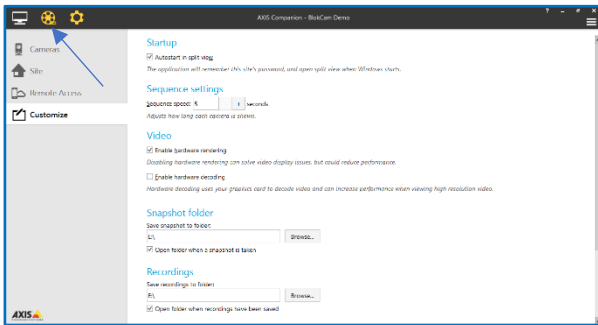 AXIS Companion - BlokCam Demo
Cameras
Site
Remote Access
Customize
Startup
Autostart in split view
The application will remember this site's password, and open split view when Windows starts.
Sequence settings
Sequence speed: 5 seconds
Adjusts how long each camera is shown.
Video
Enable hardware rendering
Disabling hardware rendering can solve video display issues, but could reduce performance.
Enable hardware decoding
Hardware decoding uses your graphics card to decode video and can increase performance when viewing high resolution video.
Snapshot folder
Save snapshot to folder:
E:\ Browse...
Open folder when a snapshot is taken
Recordings
Save recordings to folder:
E:\ Browse...
Open folder when recordings have been saved
AXIS